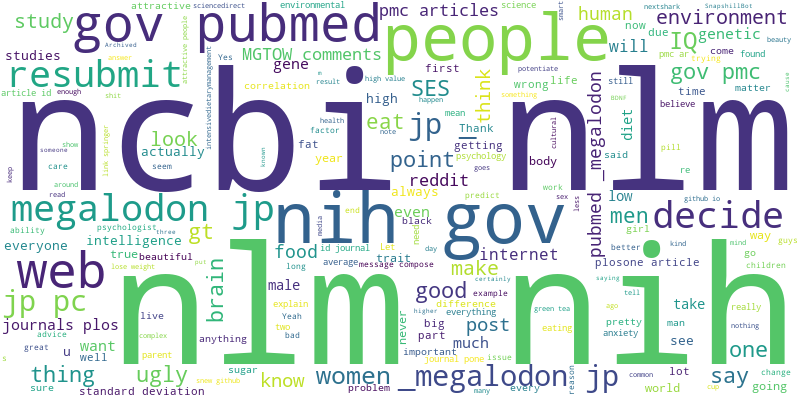 attractive
sciencedirect
environmental
science
nextshark
SnapshillBot
smart
study
gov
pubmed
people
pmc articles
human
environment
Archived
answer
attractive people
MGTOW comments
now
due
IQ
genetic
beauty
studies
Yes
gene
first
will
come
found
resubmit
correlation
high value
potentiate
still
BDWF
pmc ar
trying
gov pmc
article id
enough
m
result
happen
SES
wrong
life
time
matter
cause
ncbi
nlm
shit
intensivedietarymanagement
high
mean
think
something
believe
show
link springer
health
factor
note
eat
jp
_
Thank
cultural
pubmed _megalodon
diet
pill
keep
someone
look
known
fat
point
getting
psychology
body
said
re
care
around
actually
year
goes
predict
work
github io
read
seem
reddit
sex
less
low
megalodon jp
nih gov
always
men
decide
ability
psychologist
three
gt
media
end
even
black
need
girl
way
guys
everyone
intelligence
food
id journal
Let
day
internet
better
kind
mind
true
beautiful
brain
long
trait
plosone article
go
children
web
lose weight
put
average
message compose
certainly
make
saying
tell
nlm
nih
jp pc
live
male
explain
good
difference
example
green tea
ago
take
really
journals plos
complex
Yeah
two
bad
higher
everything
post
eating
pretty
anxiety
man
nothing
advice
want
anything
never
big
part
much
see
one
s
great
u
well
parent
sugar
important
journal pone
issue
reason
common
lot
complex
thing
ugly
know
women
_megalodon jp
say
change
sure
standard deviation
snew github
problem
many
every
world
cup
going